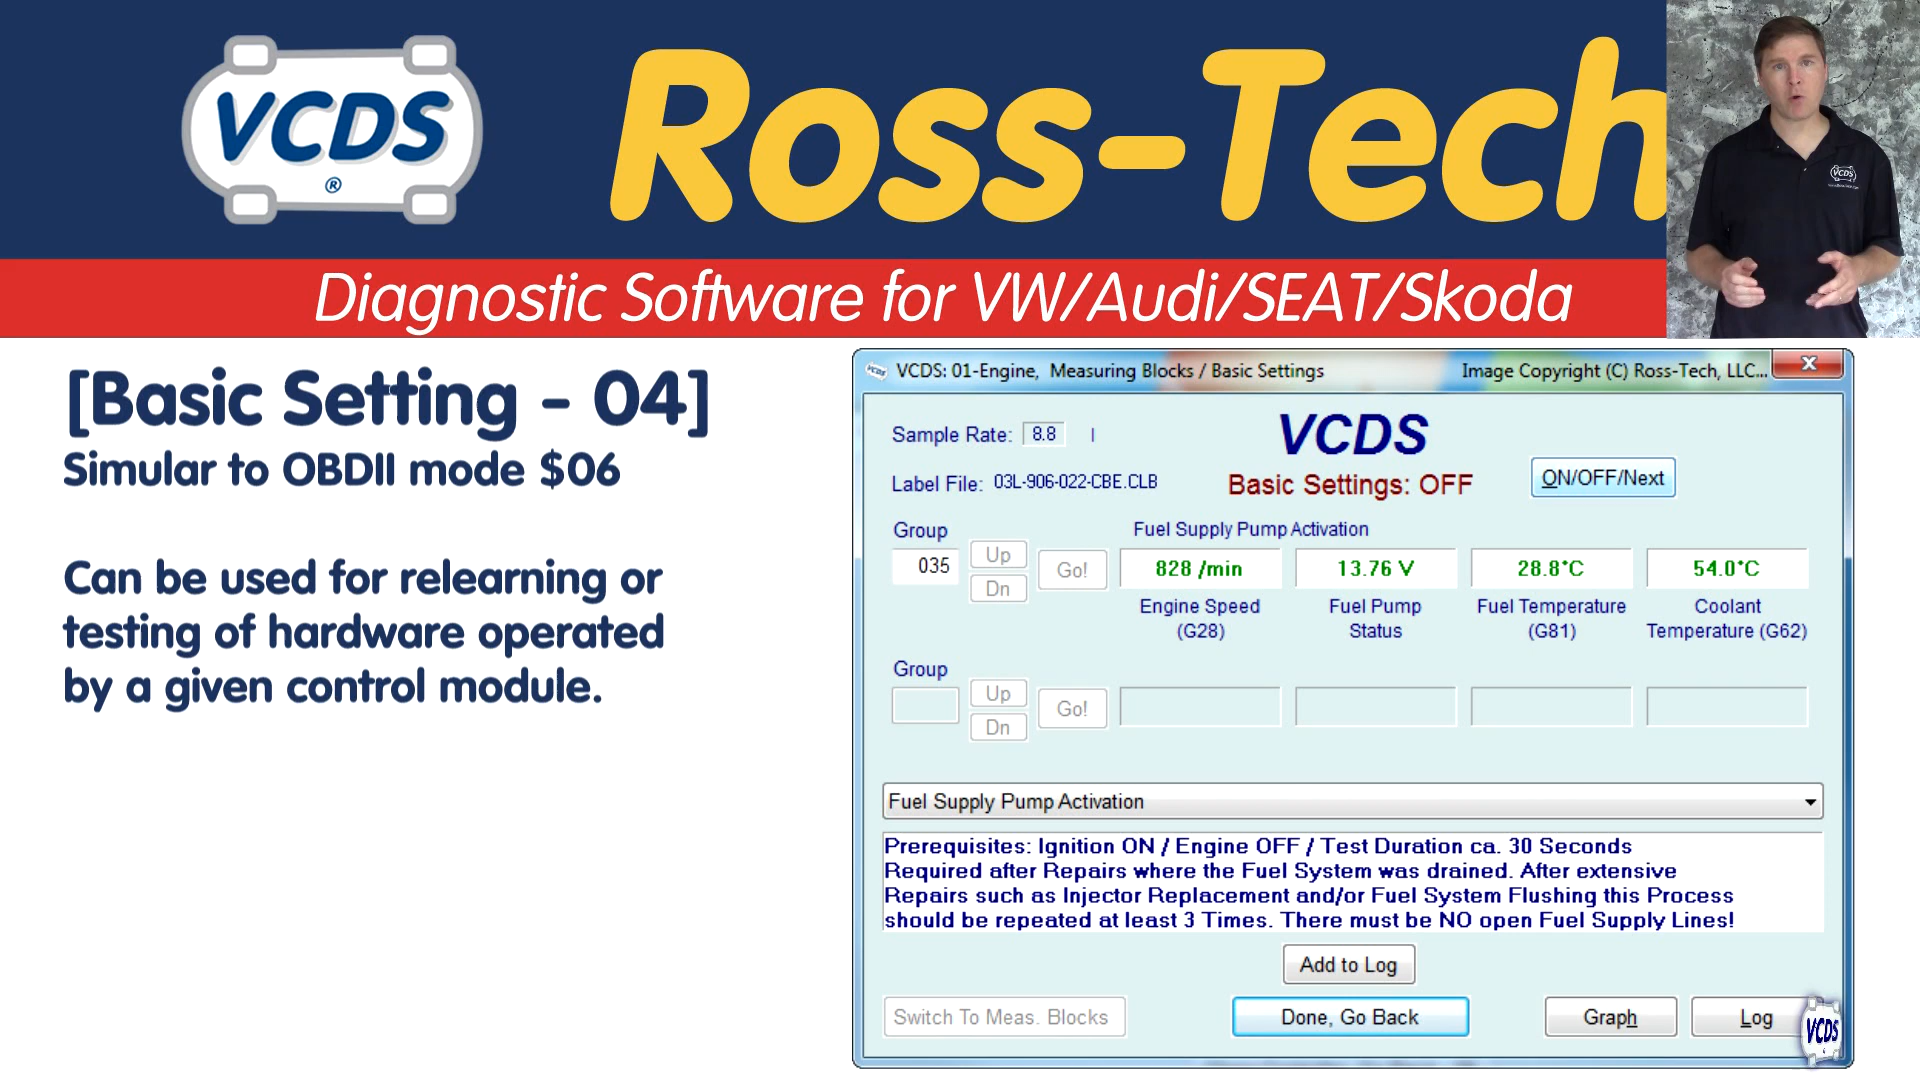 VCDS
®
Ross-Tech
Diagnostic Software for VW/Audi/SEAT/Skoda
VCDS
[Basic Setting - 04]
Simular to OBDII mode $06
Can be used for relearning or
testing of hardware operated
by a given control module.
VCDS: 01-Engine, Measuring Blocks / Basic Settings Image Copyright (C) Ross-Tech, LLC...
Sample Rate: 8.8 I
VCDS
Label File: 03L-906-022-CBE.CLB
Basic Settings: OFF
ON/OFF/Next
Group
Fuel Supply Pump Activation
035
Up
Dn
Go!
828 /min 13.76 V 28.8°C 54.0°C
Engine Speed
(G28)
Fuel Pump
Status
Fuel Temperature
(G81)
Coolant
Temperature (G62)
Group
Up
Dn
Go!
Fuel Supply Pump Activation
Prerequisites: Ignition ON / Engine OFF / Test Duration ca. 30 Seconds
Required after Repairs where the Fuel System was drained. After extensive
Repairs such as Injector Replacement and/or Fuel System Flushing this Process
should be repeated at least 3 Times. There must be NO open Fuel Supply Lines!
Add to Log
Switch To Meas. Blocks
Done, Go Back
Graph
Log
VCDS